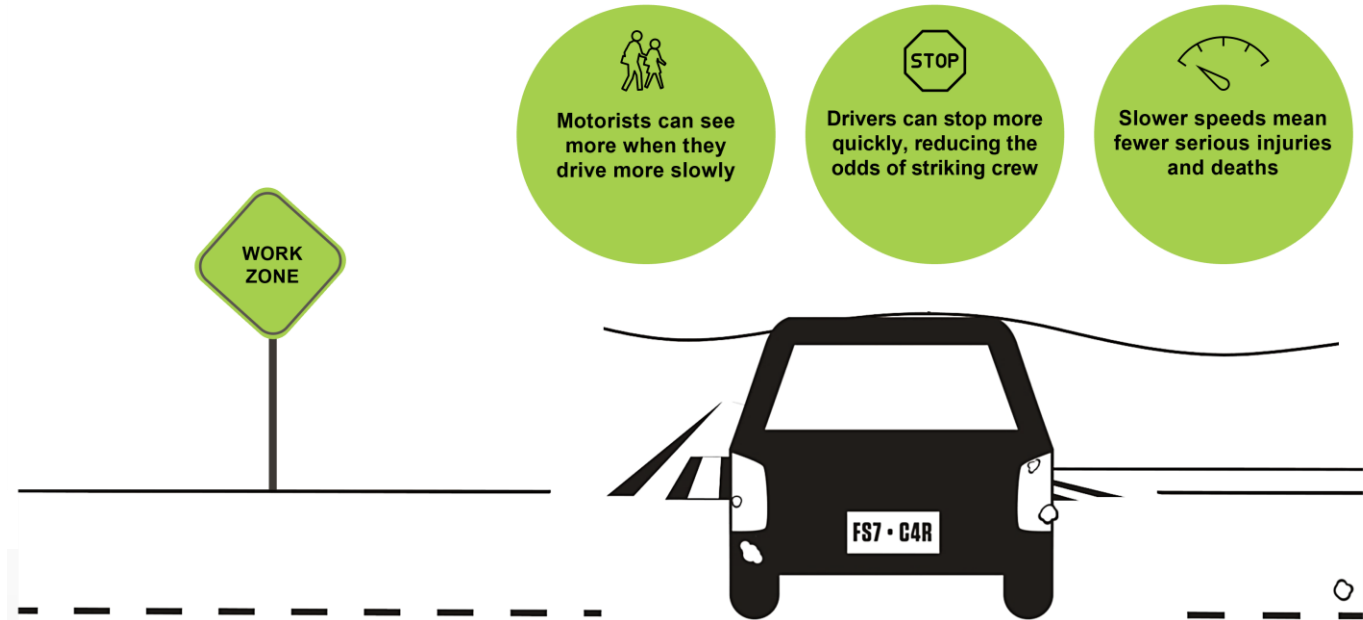 Motorists can see
more when they
drive more slowly
STOP
Drivers can stop more
quickly, reducing the
odds of striking crew
Slower speeds mean
fewer serious injuries
and deaths
WORK
ZONE
FS7 • C4R